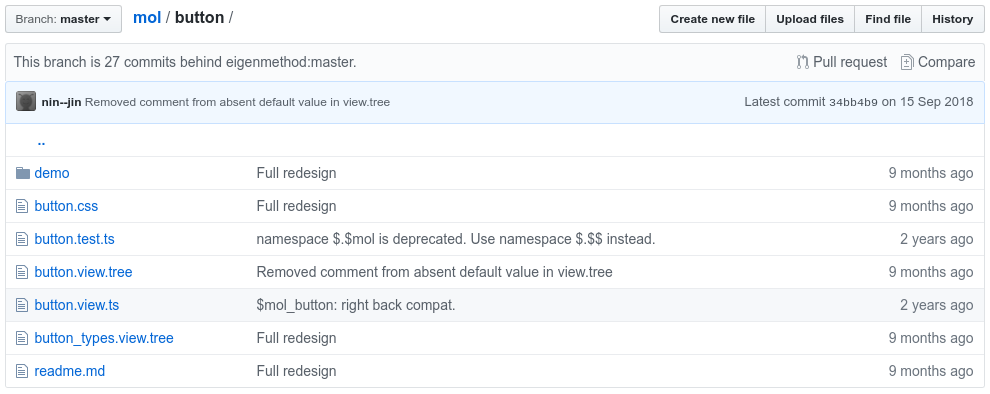 Branch: master mol / button / Create new file Upload files Find file History
This branch is 27 commits behind eigenmethod:master. Pull request Compare
nin--jin Removed comment from absent default value in view.tree Latest commit 34bb4b9 on 15 Sep 2018
..
demo Full redesign 9 months ago
button.css Full redesign 9 months ago
button.test.ts namespace $.$mol is deprecated. Use namespace $.$$ instead. 2 years ago
button.view.tree Removed comment from absent default value in view.tree 9 months ago
button.view.ts $mol_button: right back compat. 2 years ago
button_types.view.tree Full redesign 9 months ago
readme.md Full redesign 9 months ago